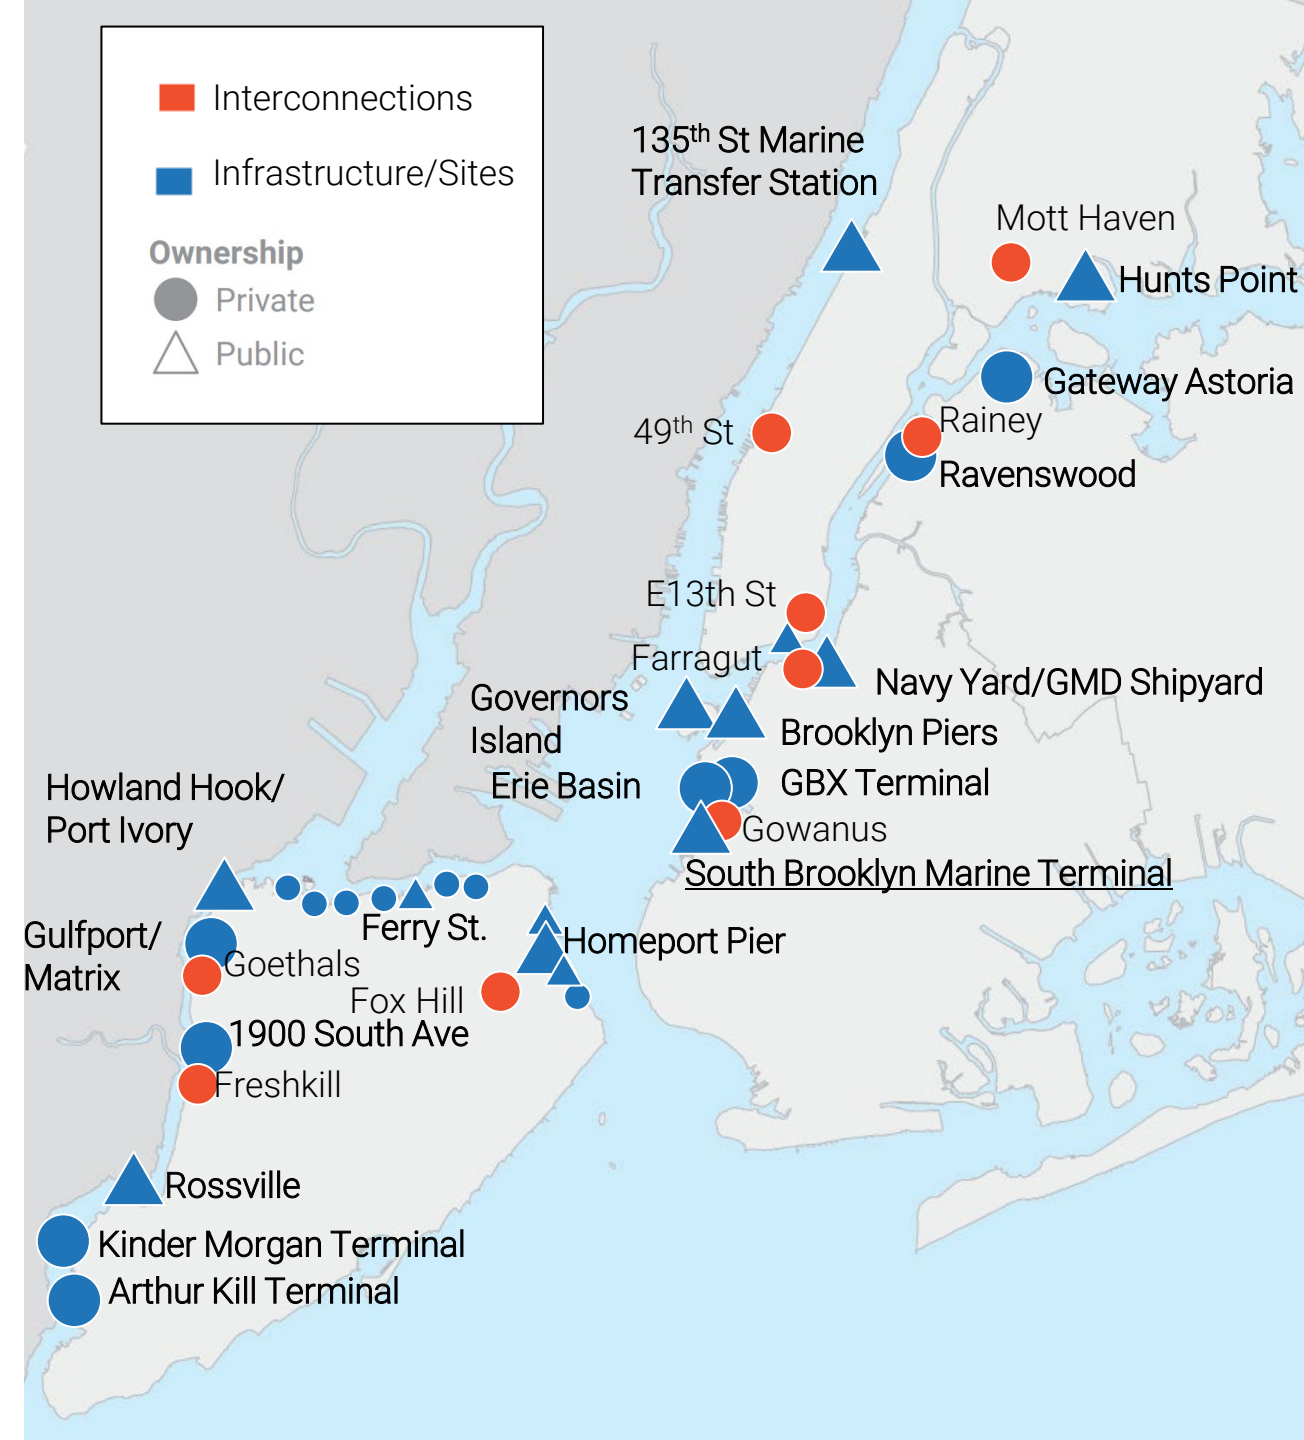 Interconnections
Infrastructure/Sites
Ownership
Private
Public
135th St Marine
Transfer Station
Mott Haven
Hunts Point
Gateway Astoria
Rainey
49th St
Ravenswood
E13th St
Farragut
Navy Yard/GMD Shipyard
Governors
Island
Brooklyn Piers
Erie Basin
GBX Terminal
Howland Hook/
Port Ivory
Gowanus
South Brooklyn Marine Terminal
Ferry St.
Gulfport/
Matrix
Homeport Pier
Goethals
Fox Hill
1900 South Ave
Freshkill
Rossville
Kinder Morgan Terminal
Arthur Kill Terminal